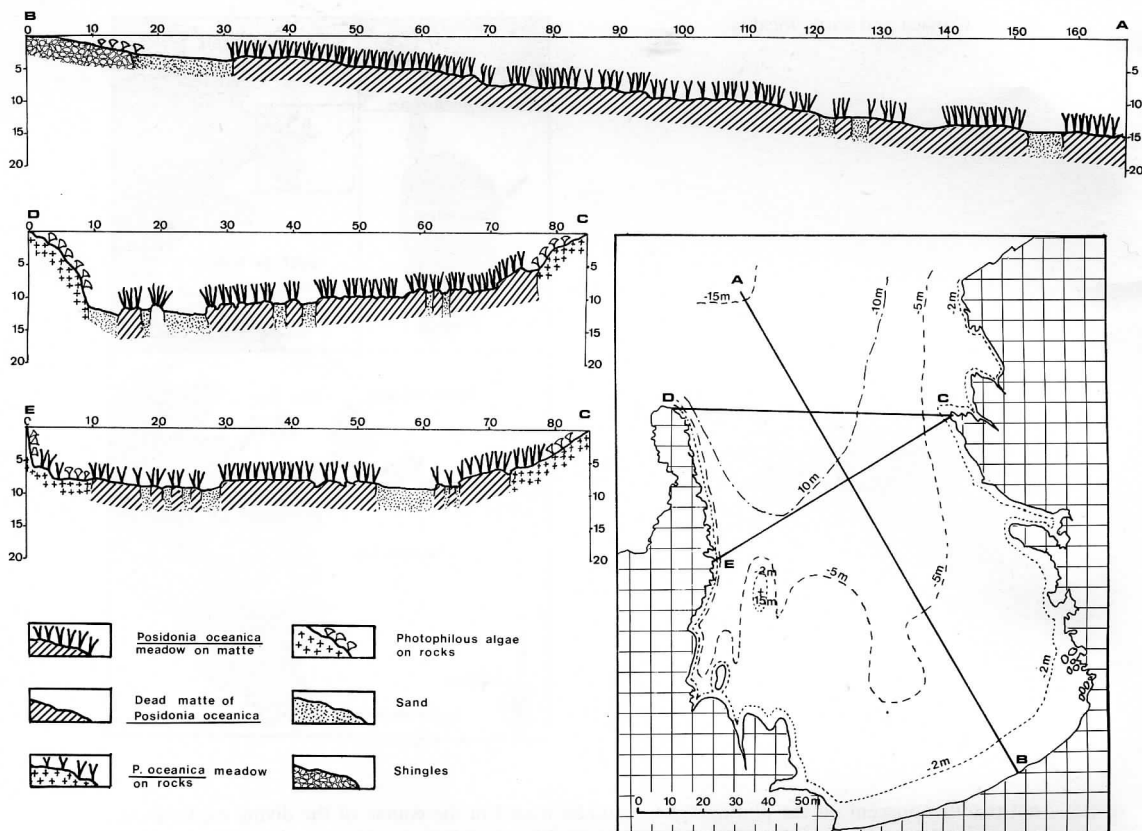 B A
0 10 20 30 40 50 60 70 80 90 100 110 120 130 140 150 160
5 -5
10 -10
15 -15
20 -20
D C
0 10 20 30 40 50 60 70 80
5 -5
10 -10
15 -15
20 20
E C
0 10 20 30 40 50 60 70 80
5 -5
10 -10
15 -15
20 20
A
-15m
-10m
-5m
-2m
D
C
10m
E
-2m
15m
-5m
-5m
2m
B
-2m
0 10 20 30 40 50m
Posidonia oceanica
meadow on matte
Photophilous algae
on rocks
Dead matte of
Posidonia oceanica
Sand
P. oceanica meadow
on rocks
Shingles